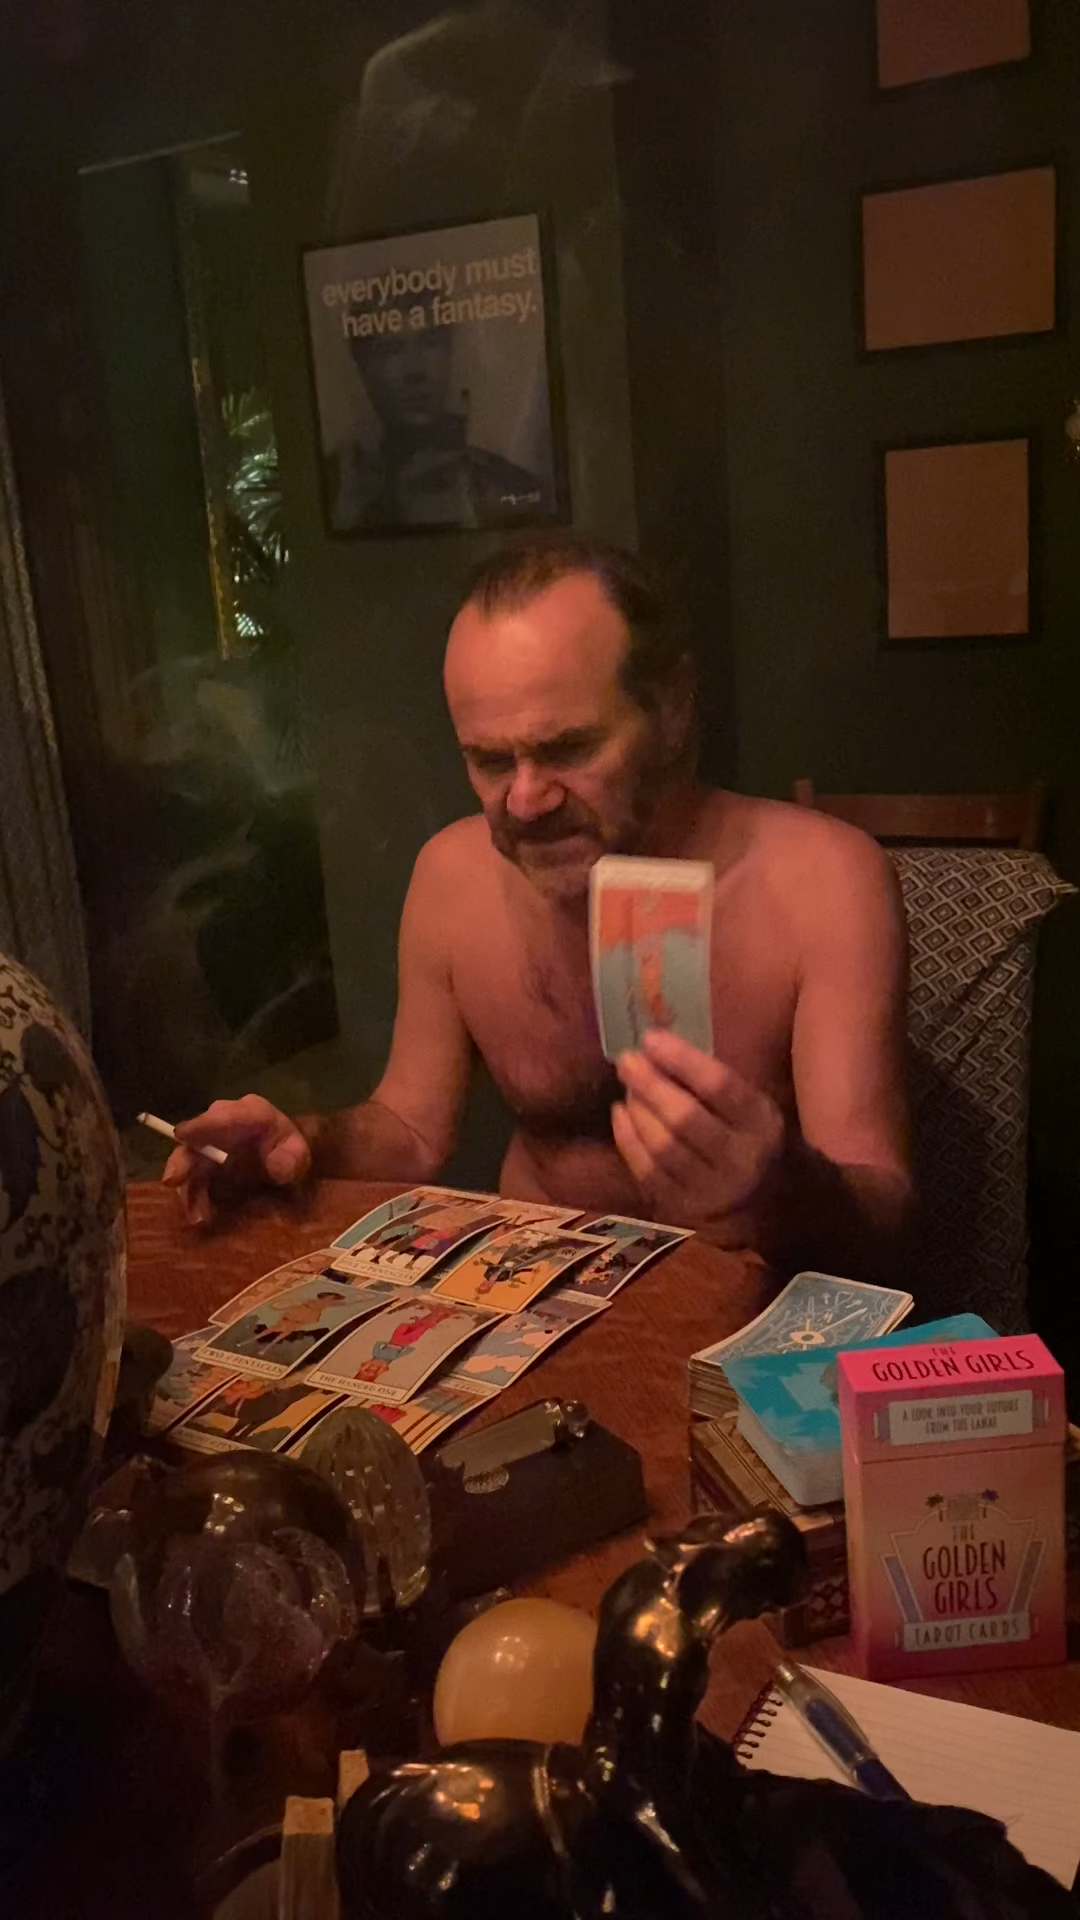 everybody must
have a fantasy.
TWO of PENTACLES
THE HANGED ONE
THE
GOLDEN GIRLS
A LOOK INTO YOUR FUTURE
FROM THE LANAI
THE
GOLDEN
GIRLS
TAROT CARDS